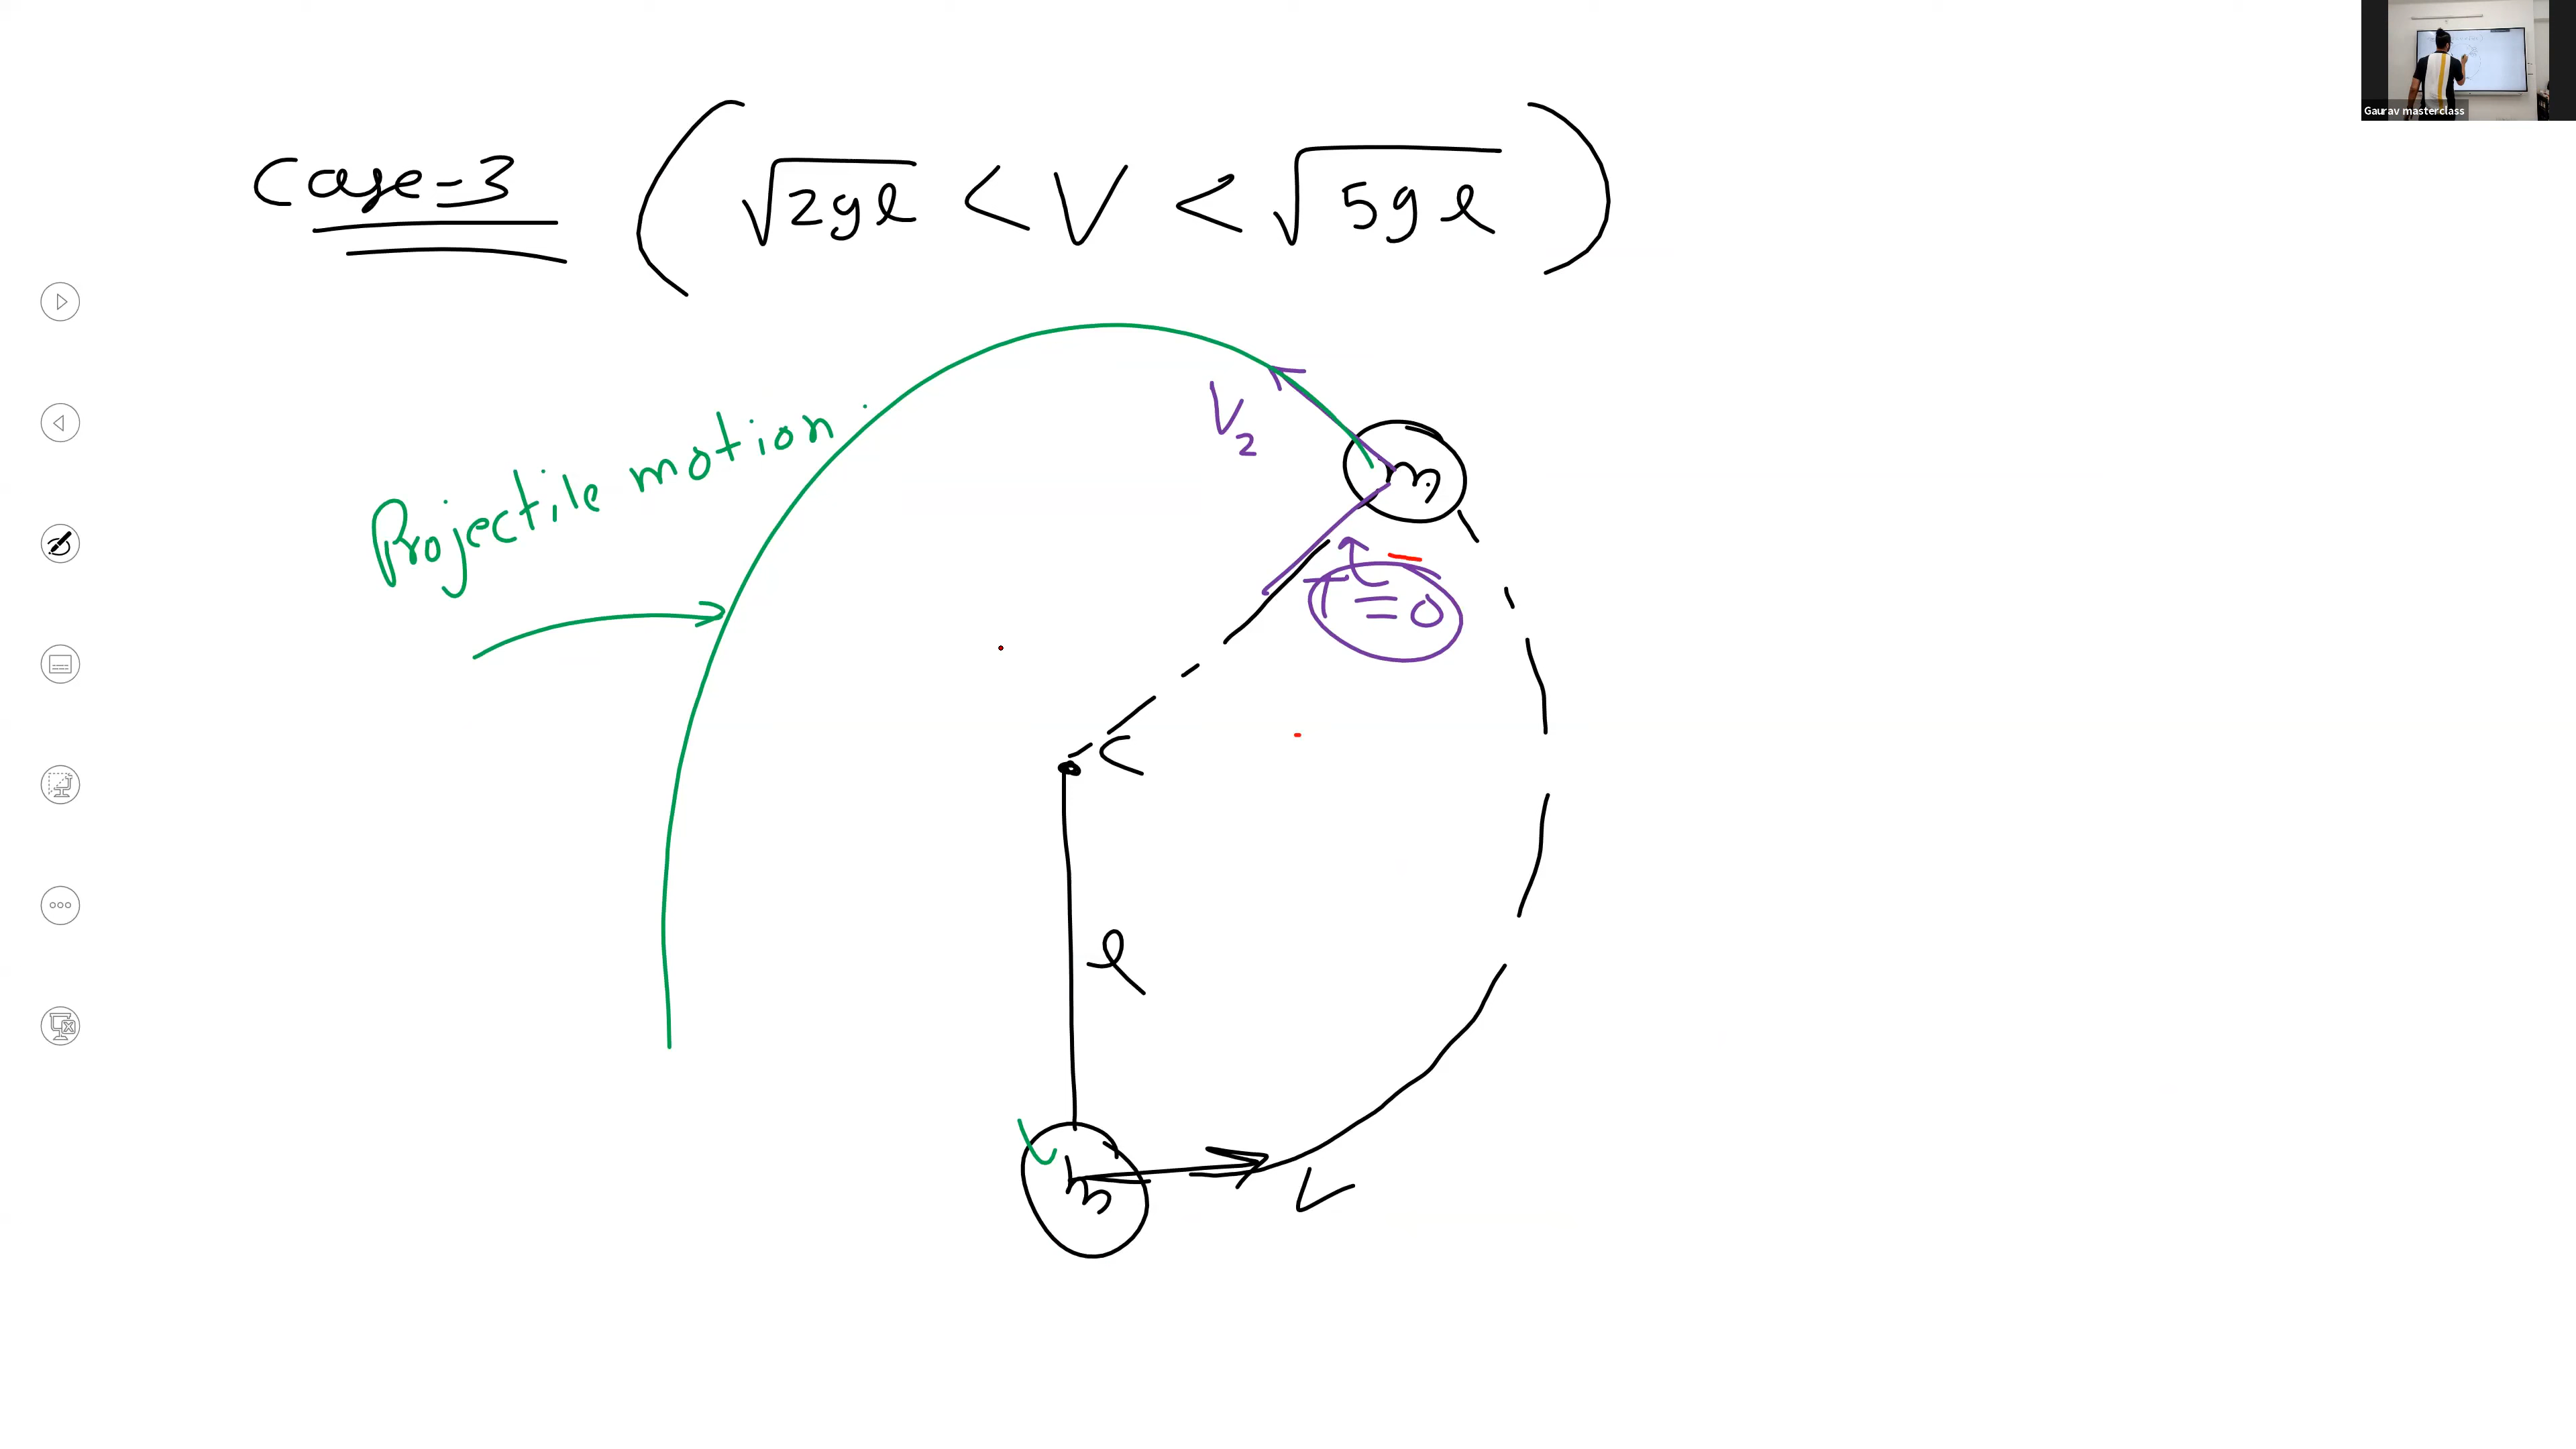 Gaurav masterclass
Case-3 (√2gl < V < √5gl)
Projectile motion.
V2
m
T=0
C
l
m
V